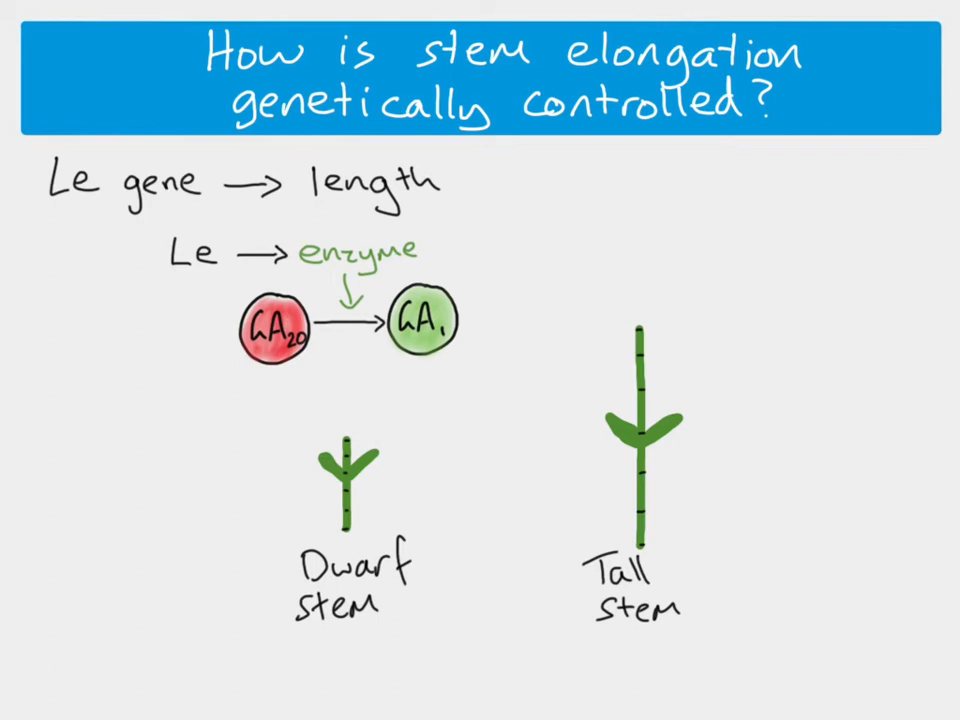 How is stem elongation
genetically controlled?
Le gene → length
Le → enzyme
↓
GA₂₀ → GA₁
Dwarf
stem
Tall
stem